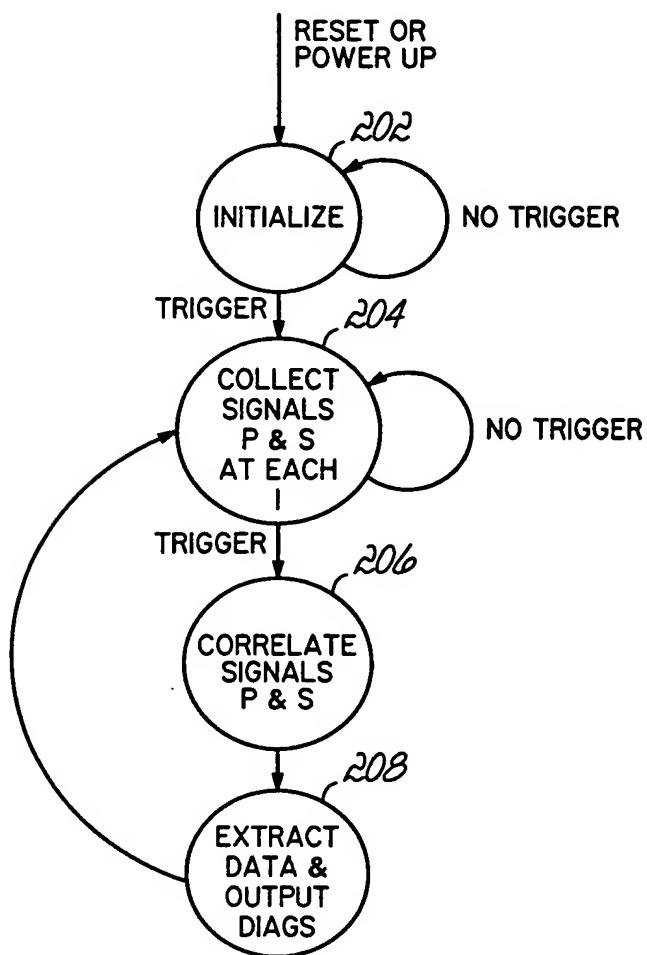 RESET OR
POWER UP
202
INITIALIZE
NO TRIGGER
TRIGGER
204
COLLECT
SIGNALS
P & S
AT EACH
I
NO TRIGGER
TRIGGER
206
CORRELATE
SIGNALS
P & S
208
EXTRACT
DATA &
OUTPUT
DIAGS